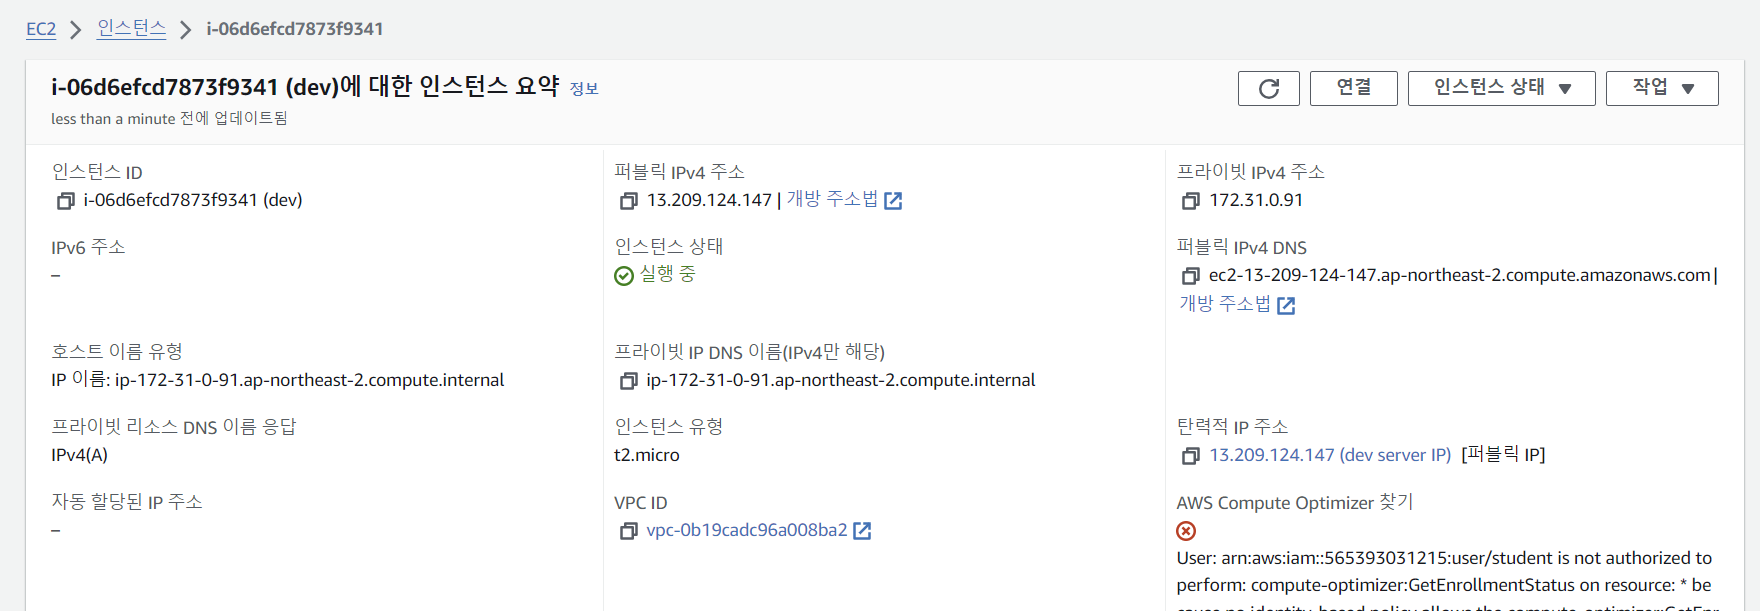 EC2 > 인스턴스 > i-06d6efcd7873f9341
i-06d6efcd7873f9341 (dev)에 대한 인스턴스 요약 정보
less than a minute 전에 업데이트됨
연결
인스턴스 상태 ▼
작업 ▼
인스턴스 ID
i-06d6efcd7873f9341 (dev)
퍼블릭 IPv4 주소
13.209.124.147 | 개방 주소법
프라이빗 IPv4 주소
172.31.0.91
IPv6 주소
–
인스턴스 상태
실행 중
퍼블릭 IPv4 DNS
ec2-13-209-124-147.ap-northeast-2.compute.amazonaws.com |
개방 주소법
호스트 이름 유형
IP 이름: ip-172-31-0-91.ap-northeast-2.compute.internal
프라이빗 IP DNS 이름(IPv4만 해당)
ip-172-31-0-91.ap-northeast-2.compute.internal
프라이빗 리소스 DNS 이름 응답
IPv4(A)
인스턴스 유형
t2.micro
탄력적 IP 주소
13.209.124.147 (dev server IP) [퍼블릭 IP]
자동 할당된 IP 주소
–
VPC ID
vpc-0b19cadc96a008ba2
AWS Compute Optimizer 찾기
User: arn:aws:iam::565393031215:user/student is not authorized to
perform: compute-optimizer:GetEnrollmentStatus on resource: * be
cause no identity-based policy allows the compute-optimizer:GetEnr